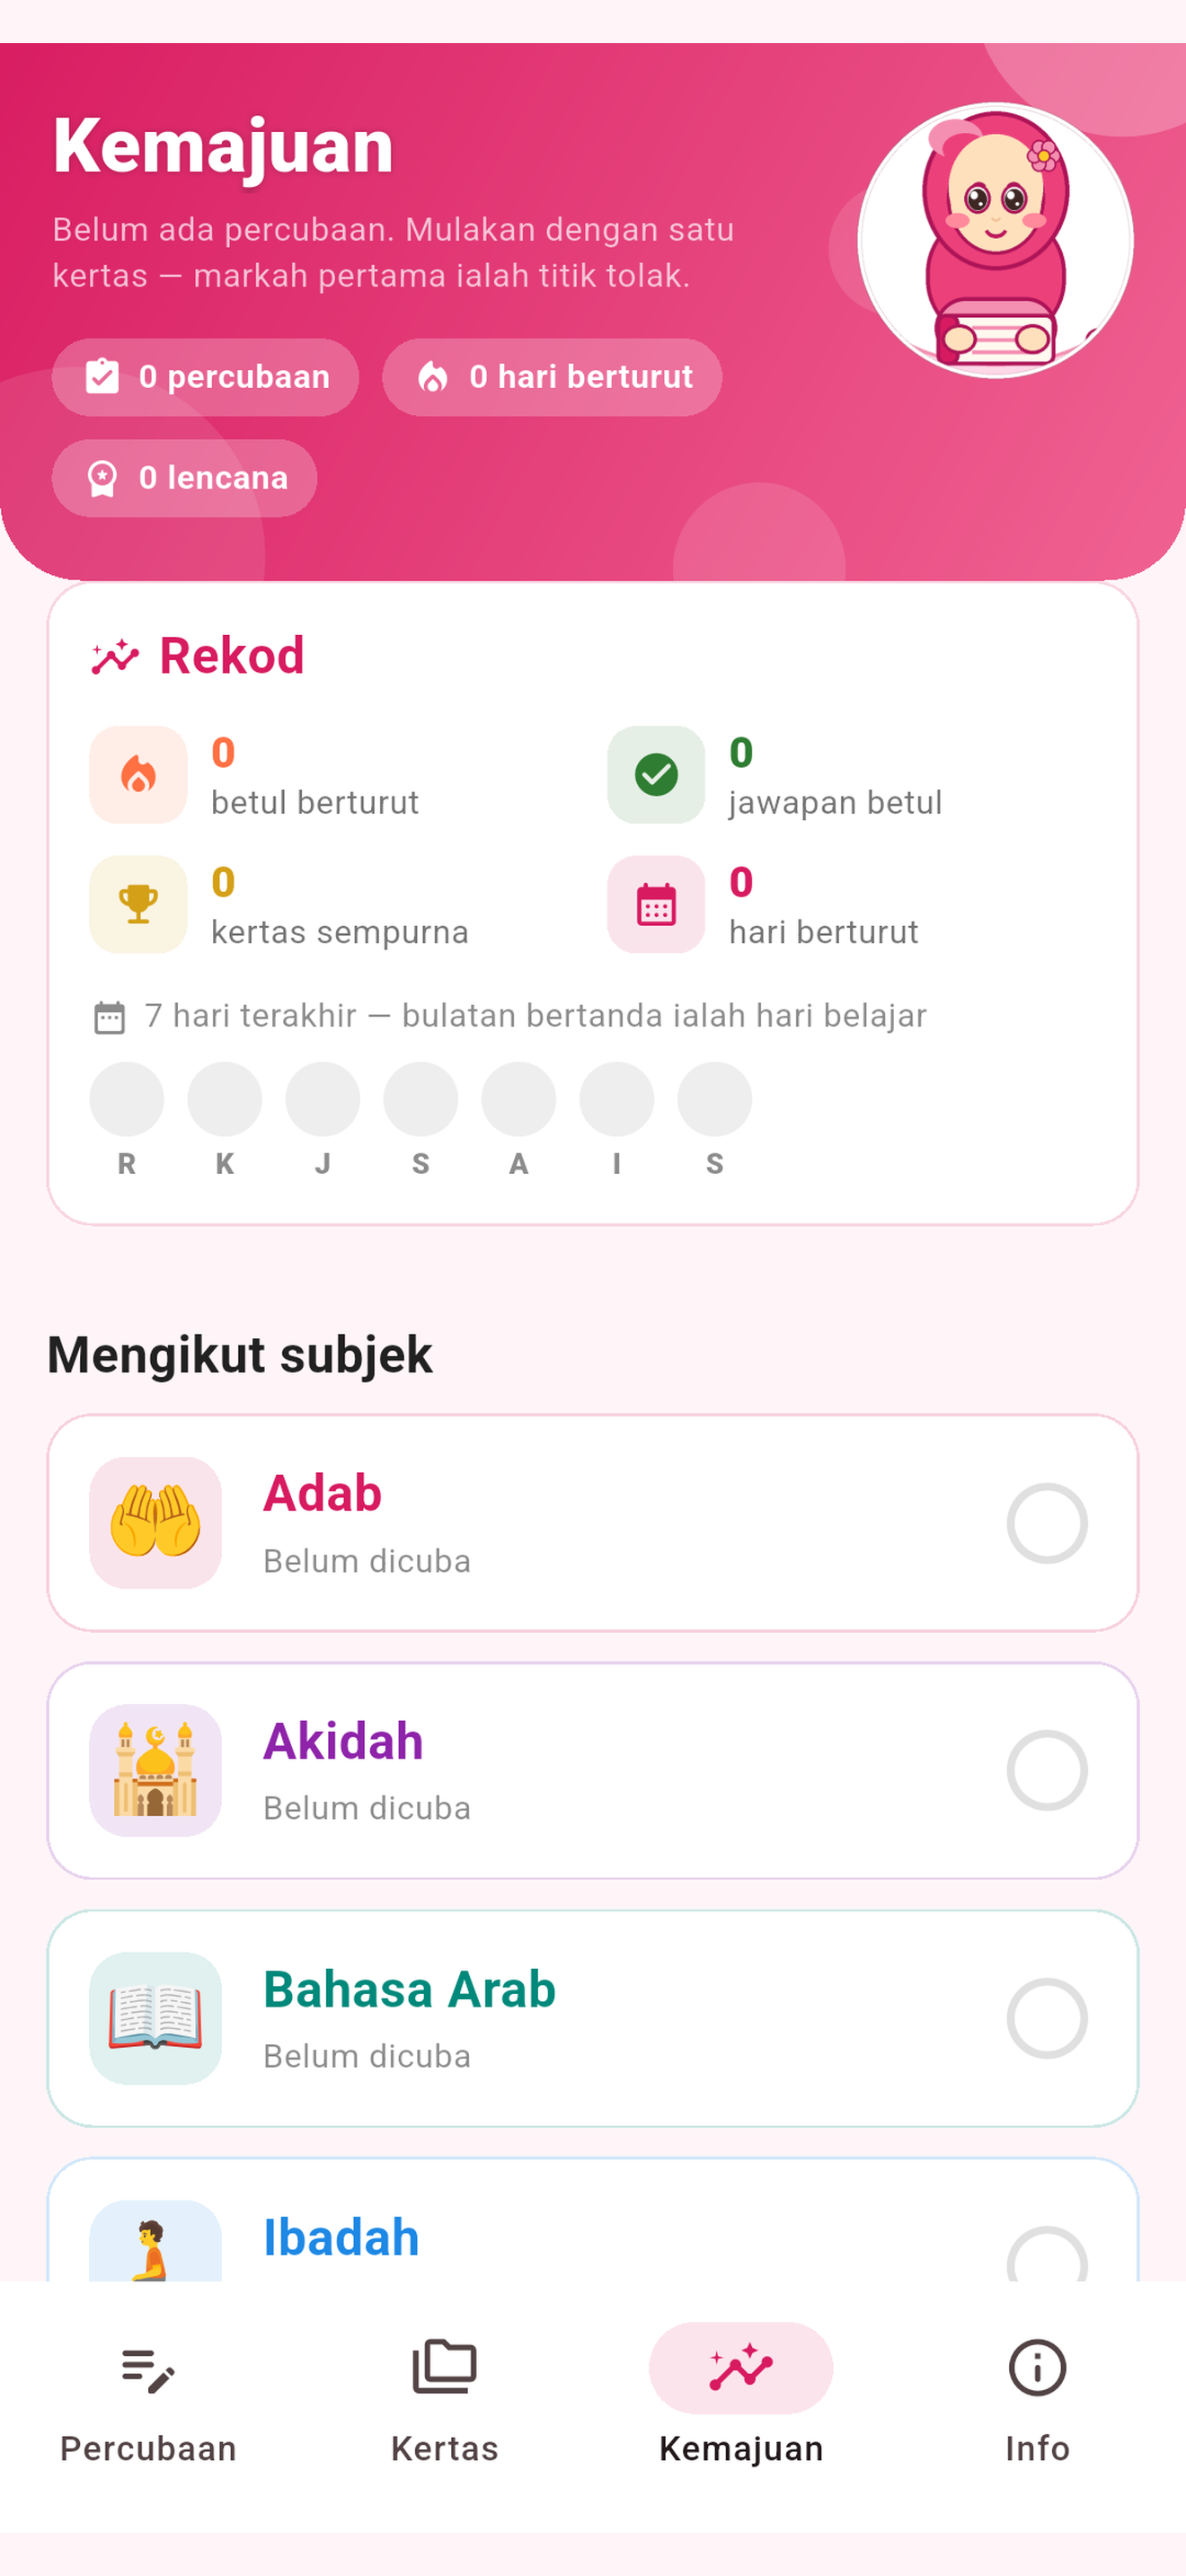 Kemajuan
Belum ada percubaan. Mulakan dengan satu
kertas — markah pertama ialah titik tolak.
0 percubaan
0 hari berturut
0 lencana
Rekod
0
betul berturut
0
jawapan betul
0
kertas sempurna
0
hari berturut
7 hari terakhir — bulatan bertanda ialah hari belajar
R K J S A I S
Mengikut subjek
Adab
Belum dicuba
Akidah
Belum dicuba
Bahasa Arab
Belum dicuba
Ibadah
Percubaan
Kertas
Kemajuan
Info